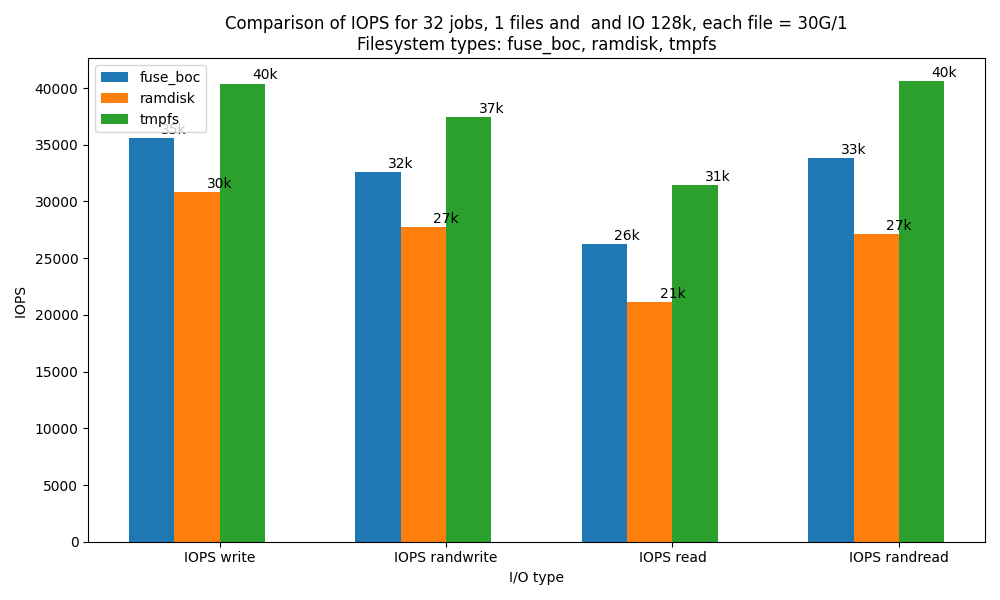 Comparison of IOPS for 32 jobs, 1 files and  and IO 128k, each file = 30G/1
Filesystem types: fuse_boc, ramdisk, tmpfs
fuse_boc
ramdisk
tmpfs
35k
30k
40k
32k
27k
37k
26k
21k
31k
33k
27k
40k
40000
35000
30000
25000
20000
15000
10000
5000
0
IOPS
IOPS write
IOPS randwrite
IOPS read
IOPS randread
I/O type